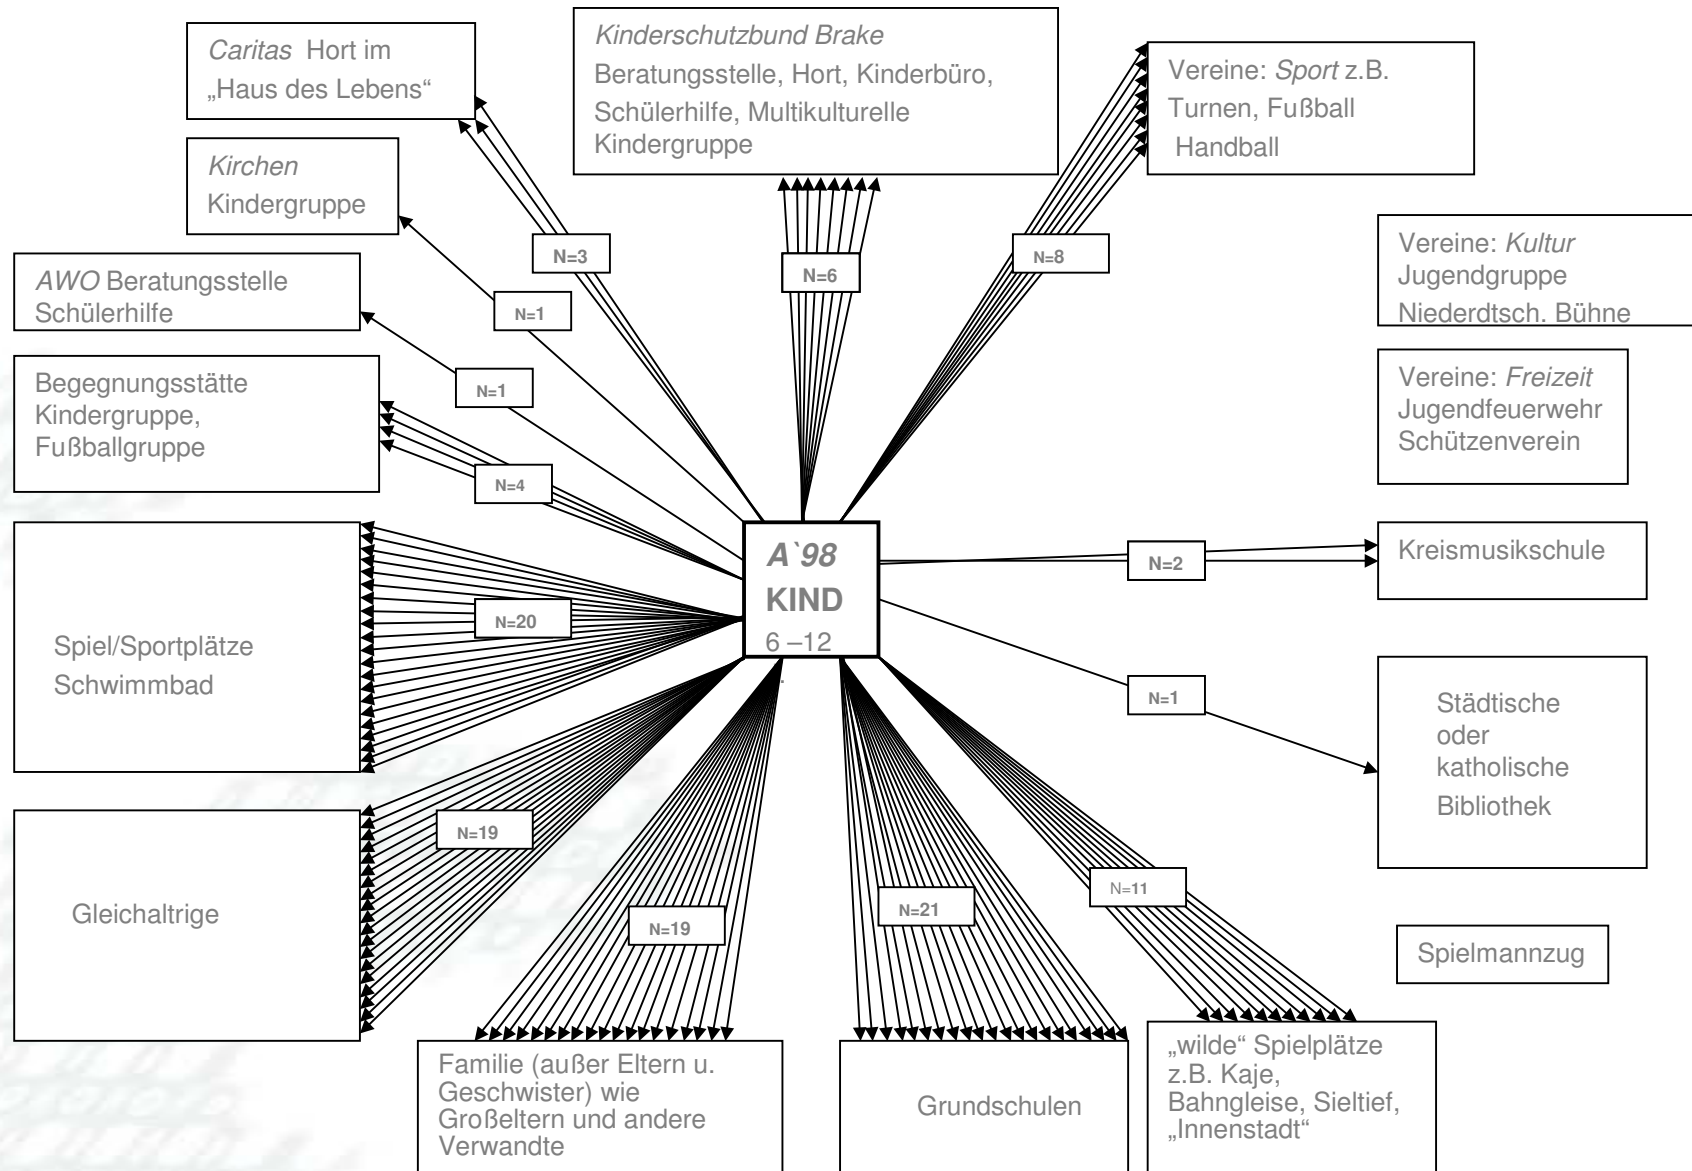 Caritas Hort im
„Haus des Lebens“
Kinderschutzbund Brake
Beratungsstelle, Hort, Kinderbüro,
Schülerhilfe, Multikulturelle
Kindergruppe
Vereine: Sport z.B.
Turnen, Fußball
Handball
Kirchen
Kindergruppe
N=3
N=6
N=8
Vereine: Kultur
Jugendgruppe
Niederdtsch. Bühne
AWO Beratungsstelle
Schülerhilfe
N=1
Vereine: Freizeit
Jugendfeuerwehr
Schützenverein
Begegnungsstätte
Kindergruppe,
Fußballgruppe
N=1
N=4
A`98
KIND
6 –12
.
N=2
Kreismusikschule
Spiel/Sportplätze
Schwimmbad
N=20
N=1
Städtische
oder
katholische
Bibliothek
Gleichaltrige
N=19
N=19
N=21
N=11
Spielmannzug
Familie (außer Eltern u.
Geschwister) wie
Großeltern und andere
Verwandte
Grundschulen
„wilde“ Spielplätze
z.B. Kaje,
Bahngleise, Sieltief,
„Innenstadt“